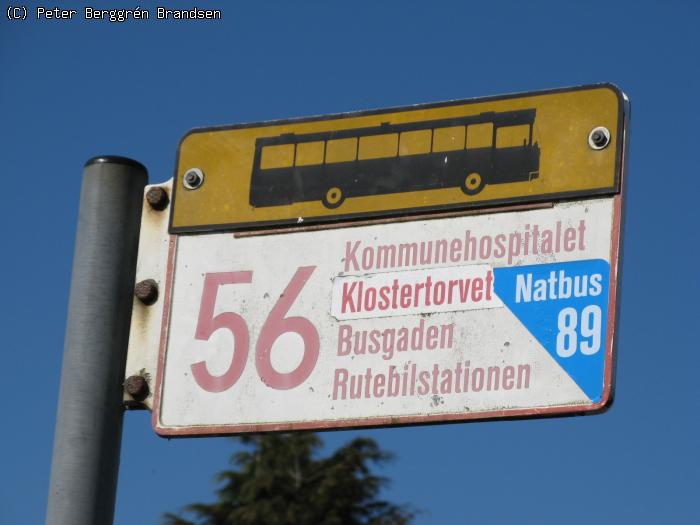 (C) Peter Berggrén Brandsen
56
Kommunehospitalet
Klostertorvet
Busgaden
Rutebilstationen
Natbus
89